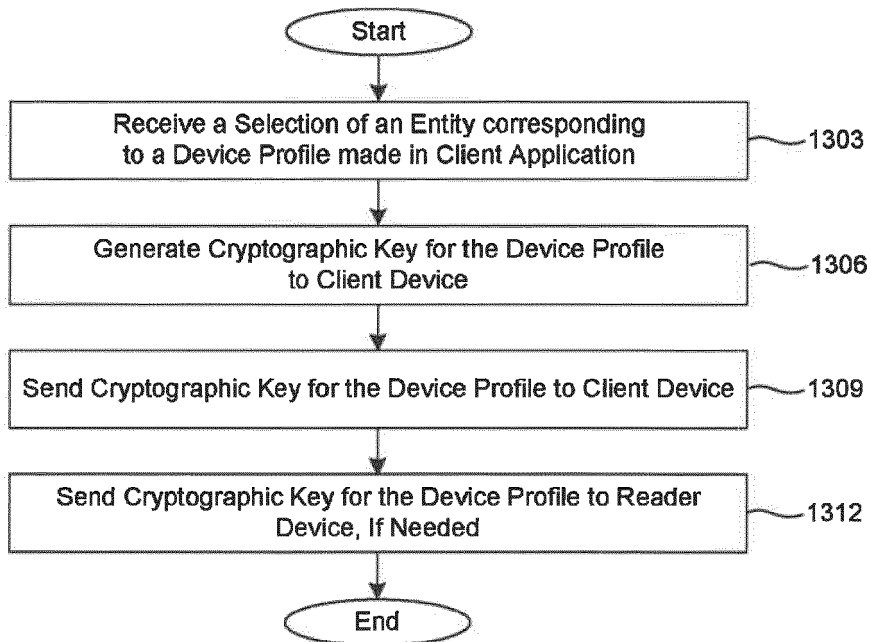 Start
Receive a Selection of an Entity corresponding
to a Device Profile made in Client Application
1303
Generate Cryptographic Key for the Device Profile
to Client Device
1306
Send Cryptographic Key for the Device Profile to Client Device
1309
Send Cryptographic Key for the Device Profile to Reader
Device, If Needed
1312
End